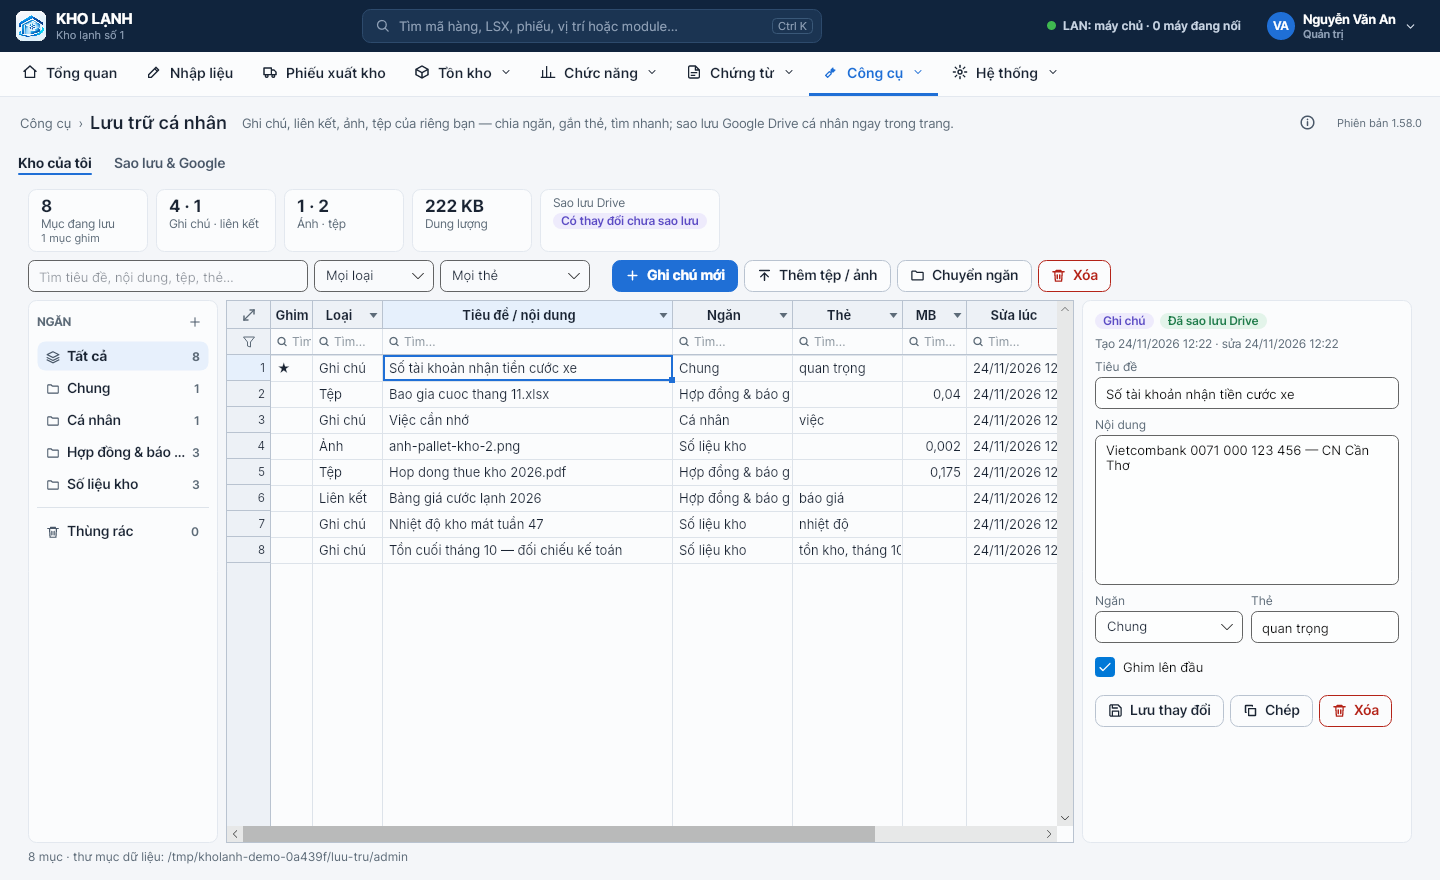 KHO LẠNH
Kho lạnh số 1
Tìm mã hàng, LSX, phiếu, vị trí hoặc module...
Ctrl K
LAN: máy chủ · 0 máy đang nối
VA
Nguyễn Văn An
Quản trị
Tổng quan
Nhập liệu
Phiếu xuất kho
Tồn kho
Chức năng
Chứng từ
Công cụ
Hệ thống
Công cụ › Lưu trữ cá nhân
Ghi chú, liên kết, ảnh, tệp của riêng bạn — chia ngăn, gắn thẻ, tìm nhanh; sao lưu Google Drive cá nhân ngay trong trang.
Phiên bản 1.58.0
Kho của tôi
Sao lưu & Google
8
Mục đang lưu
1 mục ghim
4 · 1
Ghi chú · liên kết
1 · 2
Ảnh · tệp
222 KB
Dung lượng
Sao lưu Drive
Có thay đổi chưa sao lưu
Tìm tiêu đề, nội dung, tệp, thẻ...
Mọi loại
Mọi thẻ
Ghi chú mới
Thêm tệp / ảnh
Chuyển ngăn
Xóa
NGĂN
Tất cả 8
Chung 1
Cá nhân 1
Hợp đồng & báo ... 3
Số liệu kho 3
Thùng rác 0
Ghim Loại Tiêu đề / nội dung Ngăn Thẻ MB Sửa lúc
Tìm Tìm... Tìm... Tìm... Tìm... Tìm... Tìm...
1 ★ Ghi chú Số tài khoản nhận tiền cước xe Chung quan trọng 24/11/2026 12
2 Tệp Bao gia cuoc thang 11.xlsx Hợp đồng & báo g 0,04 24/11/2026 12
3 Ghi chú Việc cần nhớ Cá nhân việc 24/11/2026 12
4 Ảnh anh-pallet-kho-2.png Số liệu kho 0,002 24/11/2026 12
5 Tệp Hop dong thue kho 2026.pdf Hợp đồng & báo g 0,175 24/11/2026 12
6 Liên kết Bảng giá cước lạnh 2026 Hợp đồng & báo g báo giá 24/11/2026 12
7 Ghi chú Nhiệt độ kho mát tuần 47 Số liệu kho nhiệt độ 24/11/2026 12
8 Ghi chú Tồn cuối tháng 10 — đối chiếu kế toán Số liệu kho tồn kho, tháng 10 24/11/2026 12
Ghi chú
Đã sao lưu Drive
Tạo 24/11/2026 12:22 · sửa 24/11/2026 12:22
Tiêu đề
Số tài khoản nhận tiền cước xe
Nội dung
Vietcombank 0071 000 123 456 — CN Cần
Thơ
Ngăn
Thẻ
Chung
quan trọng
Ghim lên đầu
Lưu thay đổi
Chép
Xóa
8 mục · thư mục dữ liệu: /tmp/kholanh-demo-0a439f/luu-tru/admin